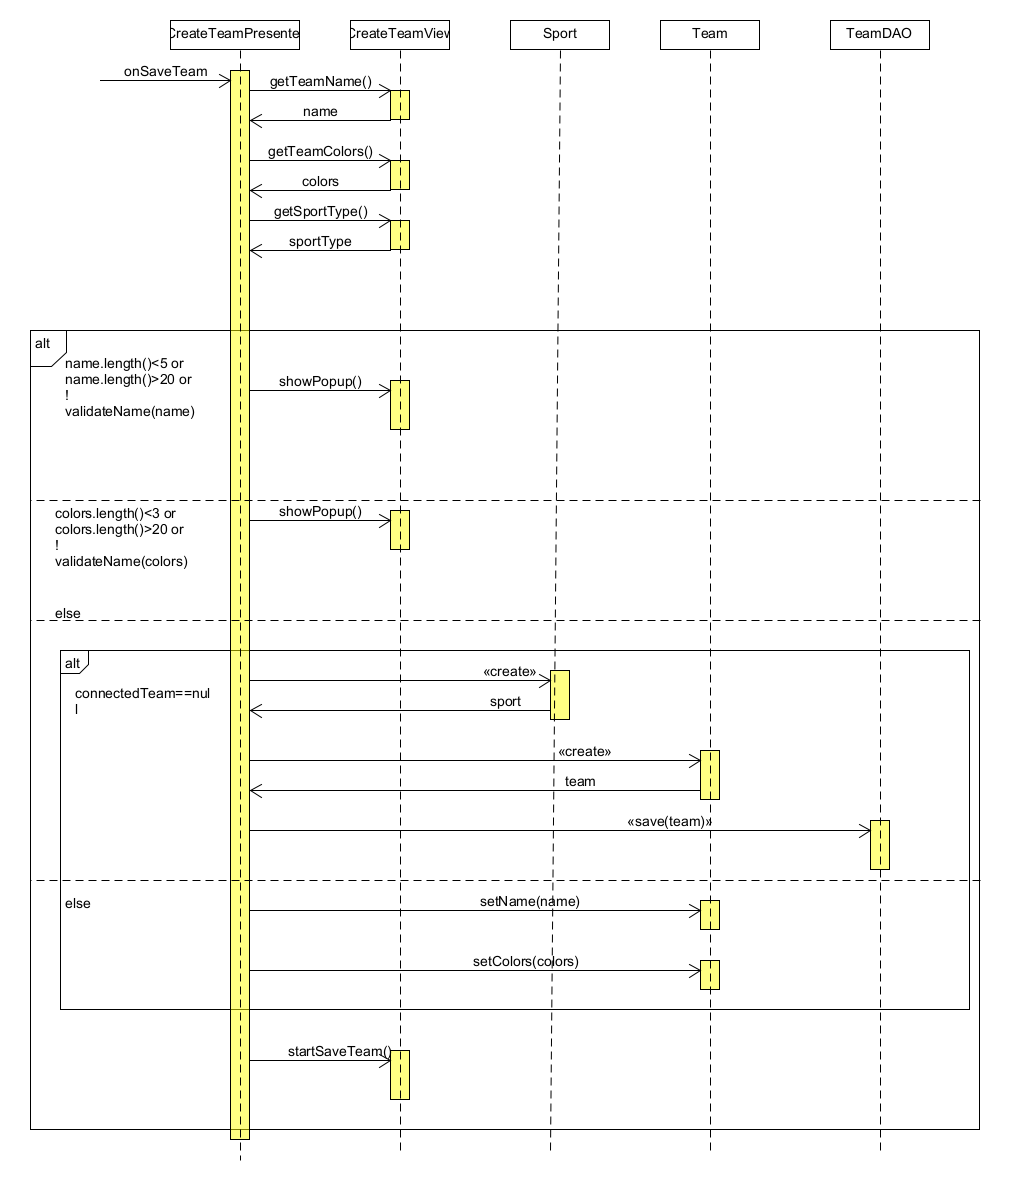 CreateTeamPresente
CreateTeamView
Sport
Team
TeamDAO
onSaveTeam
getTeamName()
name
getTeamColors()
colors
getSportType()
sportType
alt
name.length()<5 or
name.length()>20 or
!
validateName(name)
showPopup()
colors.length()<3 or
colors.length()>20 or
!
validateName(colors)
showPopup()
else
alt
connectedTeam==nul
l
«create»
sport
«create»
team
«save(team)»
else
setName(name)
setColors(colors)
startSaveTeam()